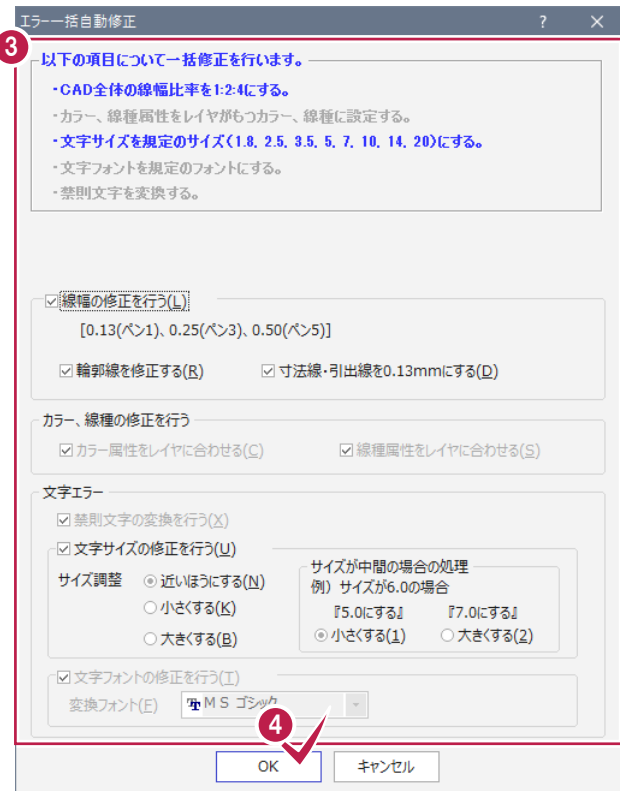 エラー一括自動修正
?
×
3
以下の項目について一括修正を行います。
・CAD全体の線幅比率を1:2:4にする。
・カラー、線種属性をレイヤがもつカラー、線種に設定する。
・文字サイズを規定のサイズ(1.8, 2.5, 3.5, 5, 7, 10, 14, 20)にする。
・文字フォントを規定のフォントにする。
・禁則文字を変換する。
線幅の修正を行う(L)
[0.13(ペン1)、0.25(ペン3)、0.50(ペン5)]
輪郭線を修正する(R) 寸法線・引出線を0.13mmにする(D)
カラー、線種の修正を行う
カラー属性をレイヤに合わせる(C) 線種属性をレイヤに合わせる(S)
文字エラー
禁則文字の変換を行う(X)
文字サイズの修正を行う(U)
サイズ調整 近いほうにする(N)
小さくする(K)
大きくする(B)
サイズが中間の場合の処理
例) サイズが6.0の場合
『5.0にする』 『7.0にする』
小さくする(1) 大きくする(2)
文字フォントの修正を行う(T)
変換フォント(F) MS ゴシック
4
OK キャンセル